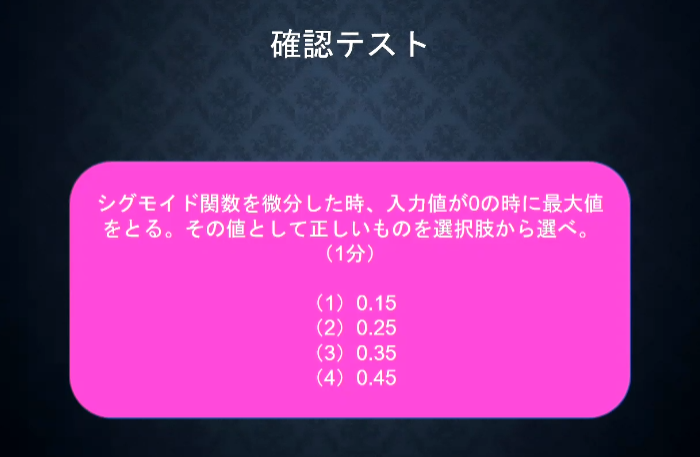 確認テスト
シグモイド関数を微分した時、入力値が0の時に最大値
をとる。その値として正しいものを選択肢から選べ。
（1分）
（1）0.15
（2）0.25
（3）0.35
（4）0.45